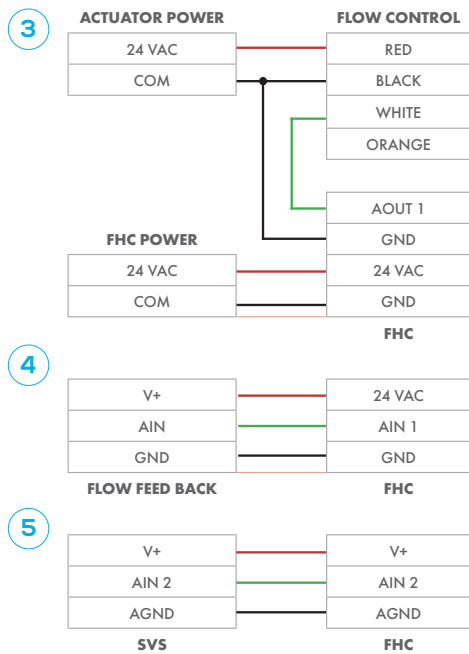 3
ACTUATOR POWER FLOW CONTROL
24 VAC RED
COM BLACK
WHITE
ORANGE
AOUT 1
FHC POWER GND
24 VAC 24 VAC
COM GND
FHC
4
V+ 24 VAC
AIN AIN 1
GND GND
FLOW FEED BACK FHC
5
V+ V+
AIN 2 AIN 2
AGND AGND
SVS FHC